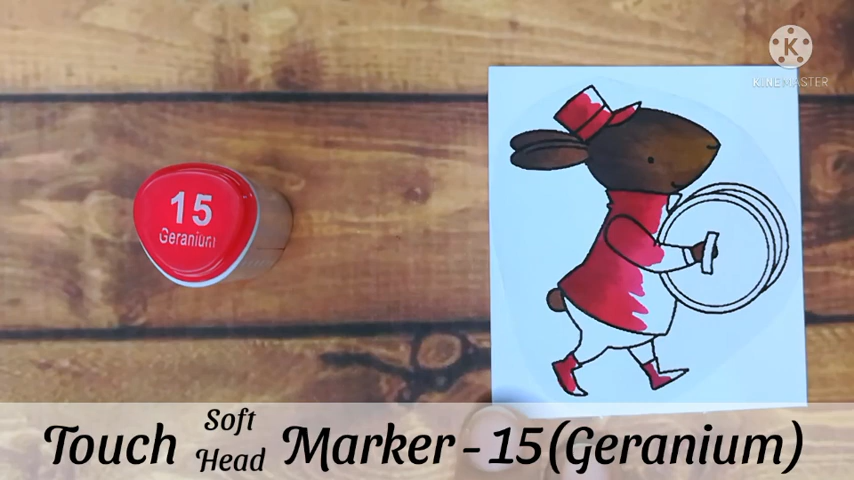 K
KINEMASTER
15
Geranium
Touch Soft Head Marker - 15 (Geranium)